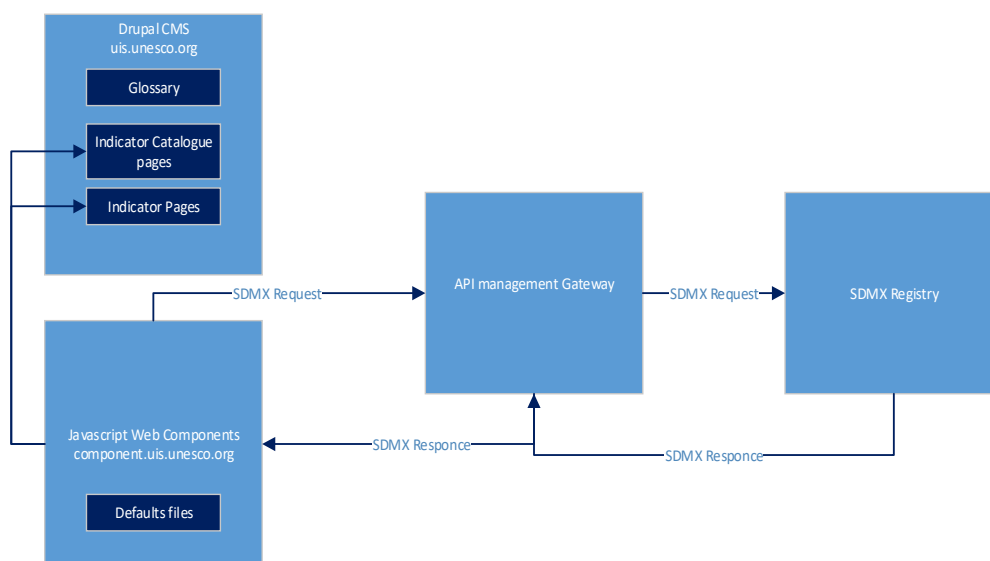 Drupal CMS
uis.unesco.org
Glossary
Indicator Catalogue
pages
Indicator Pages
SDMX Request
API management Gateway
SDMX Request
SDMX Registry
Javascript Web Components
component.uis.unesco.org
SDMX Responce
SDMX Responce
Defaults files